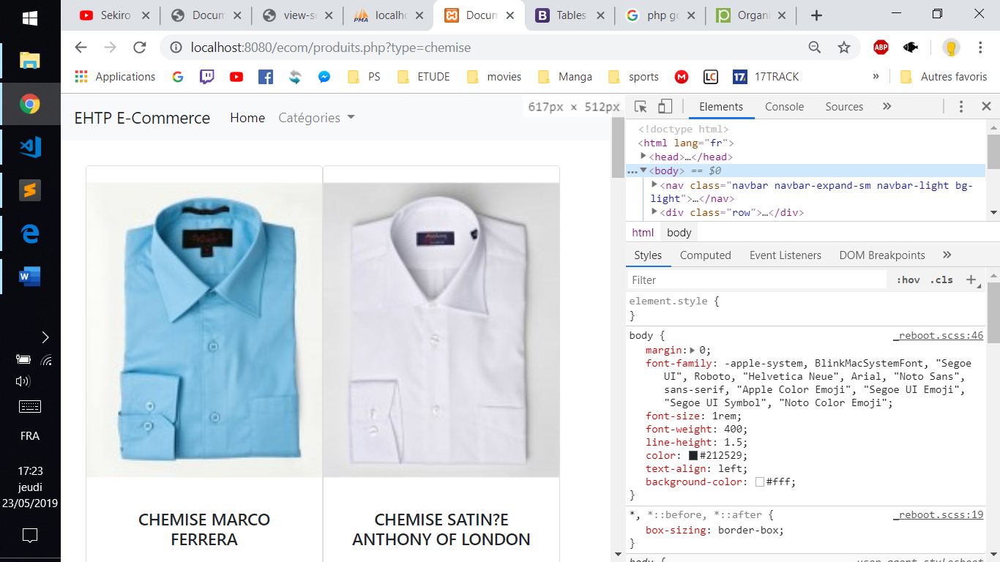 Sekiro
Docum
view-so
localho
Docum
Tables
php go
Organi
localhost:8080/ecom/produits.php?type=chemise
ABP
Applications
PS
ETUDE
movies
Manga
sports
M
LC
17
17TRACK
»
Autres favoris
EHTP E-Commerce
Home
Catégories
617px × 512px
Elements
Console
Sources
»
<!doctype html>
<html lang="fr">
<head>…</head>
… <body> == $0
<nav class="navbar navbar-expand-sm navbar-light bg-
light">…</nav>
<div class="row">…</div>
html
body
Styles
Computed
Event Listeners
DOM Breakpoints
»
Filter
:hov
.cls
+
element.style {
}
body {
_reboot.scss:46
margin: 0;
font-family: -apple-system, BlinkMacSystemFont, "Segoe
UI", Roboto, "Helvetica Neue", Arial, "Noto Sans",
sans-serif, "Apple Color Emoji", "Segoe UI Emoji",
"Segoe UI Symbol", "Noto Color Emoji";
font-size: 1rem;
font-weight: 400;
line-height: 1.5;
color: #212529;
text-align: left;
background-color: #fff;
}
*, *::before, *::after {
_reboot.scss:19
box-sizing: border-box;
}
body {
user agent stylesheet
CHEMISE MARCO
FERRERA
CHEMISE SATIN?E
ANTHONY OF LONDON
FRA
17:23
jeudi
23/05/2019